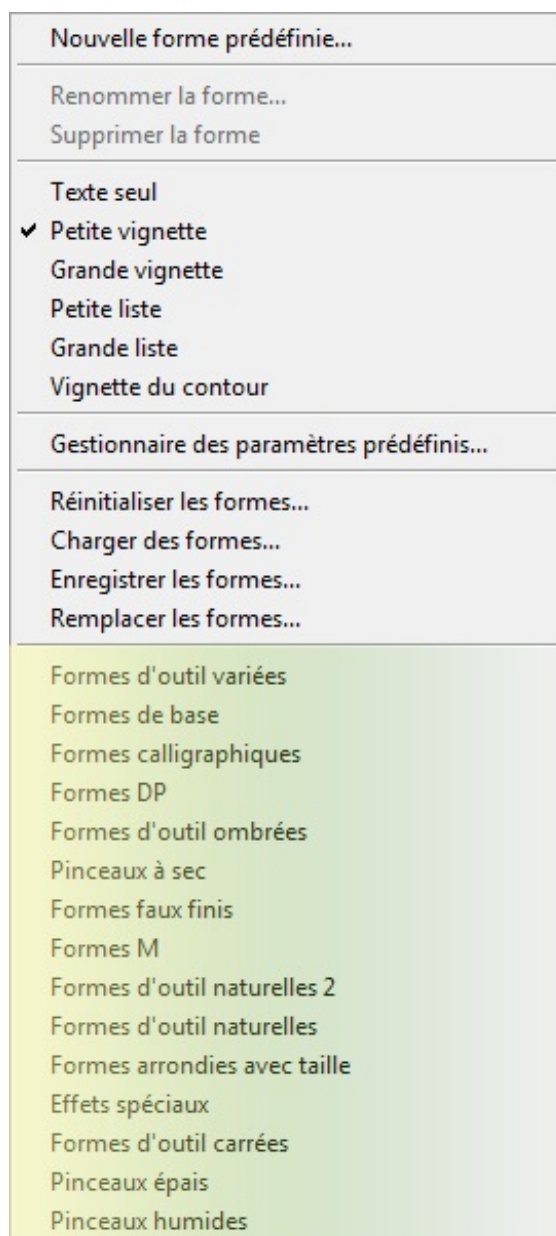 Nouvelle forme prédéfinie...
Renommer la forme...
Supprimer la forme
Texte seul
Petite vignette
Grande vignette
Petite liste
Grande liste
Vignette du contour
Gestionnaire des paramètres prédéfinis...
Réinitialiser les formes...
Charger des formes...
Enregistrer les formes...
Remplacer les formes...
Formes d'outil variées
Formes de base
Formes calligraphiques
Formes DP
Formes d'outil ombrées
Pinceaux à sec
Formes faux finis
Formes M
Formes d'outil naturelles 2
Formes d'outil naturelles
Formes arrondies avec taille
Effets spéciaux
Formes d'outil carrées
Pinceaux épais
Pinceaux humides